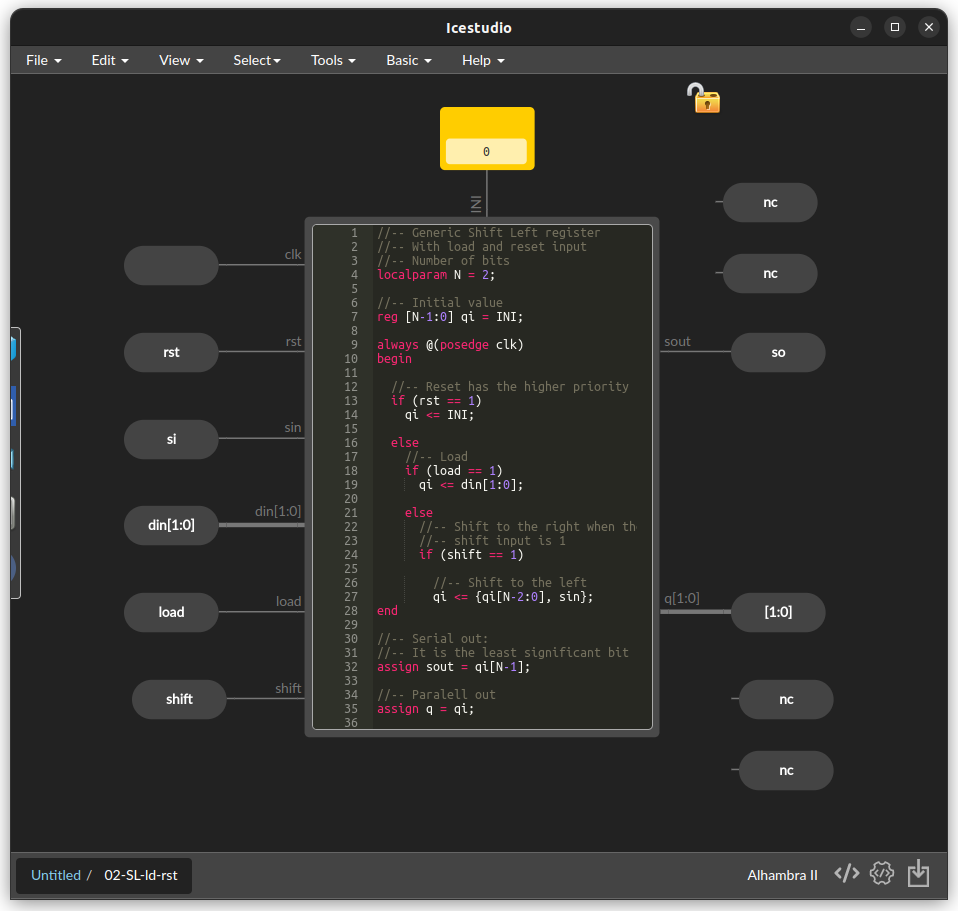 Icestudio
File Edit View Select Tools Basic Help
0
INI
nc
nc
clk
rst rst
si sin
din[1:0] din[1:0]
load load
shift shift
1 //-- Generic Shift Left register
2 //-- With load and reset input
3 //-- Number of bits
4 localparam N = 2;
5
6 //-- Initial value
7 reg [N-1:0] qi = INI;
8
9 always @(posedge clk)
10 begin
11
12 //-- Reset has the higher priority
13 if (rst == 1)
14 qi <= INI;
15
16 else
17 //-- Load
18 if (load == 1)
19 qi <= din[1:0];
20
21 else
22 //-- Shift to the right when th
23 //-- shift input is 1
24 if (shift == 1)
25
26 //-- Shift to the left
27 qi <= {qi[N-2:0], sin};
28 end
29
30 //-- Serial out:
31 //-- It is the least significant bit
32 assign sout = qi[N-1];
33
34 //-- Paralell out
35 assign q = qi;
36
sout so
q[1:0] [1:0]
nc
nc
Untitled / 02-SL-ld-rst
Alhambra II </>